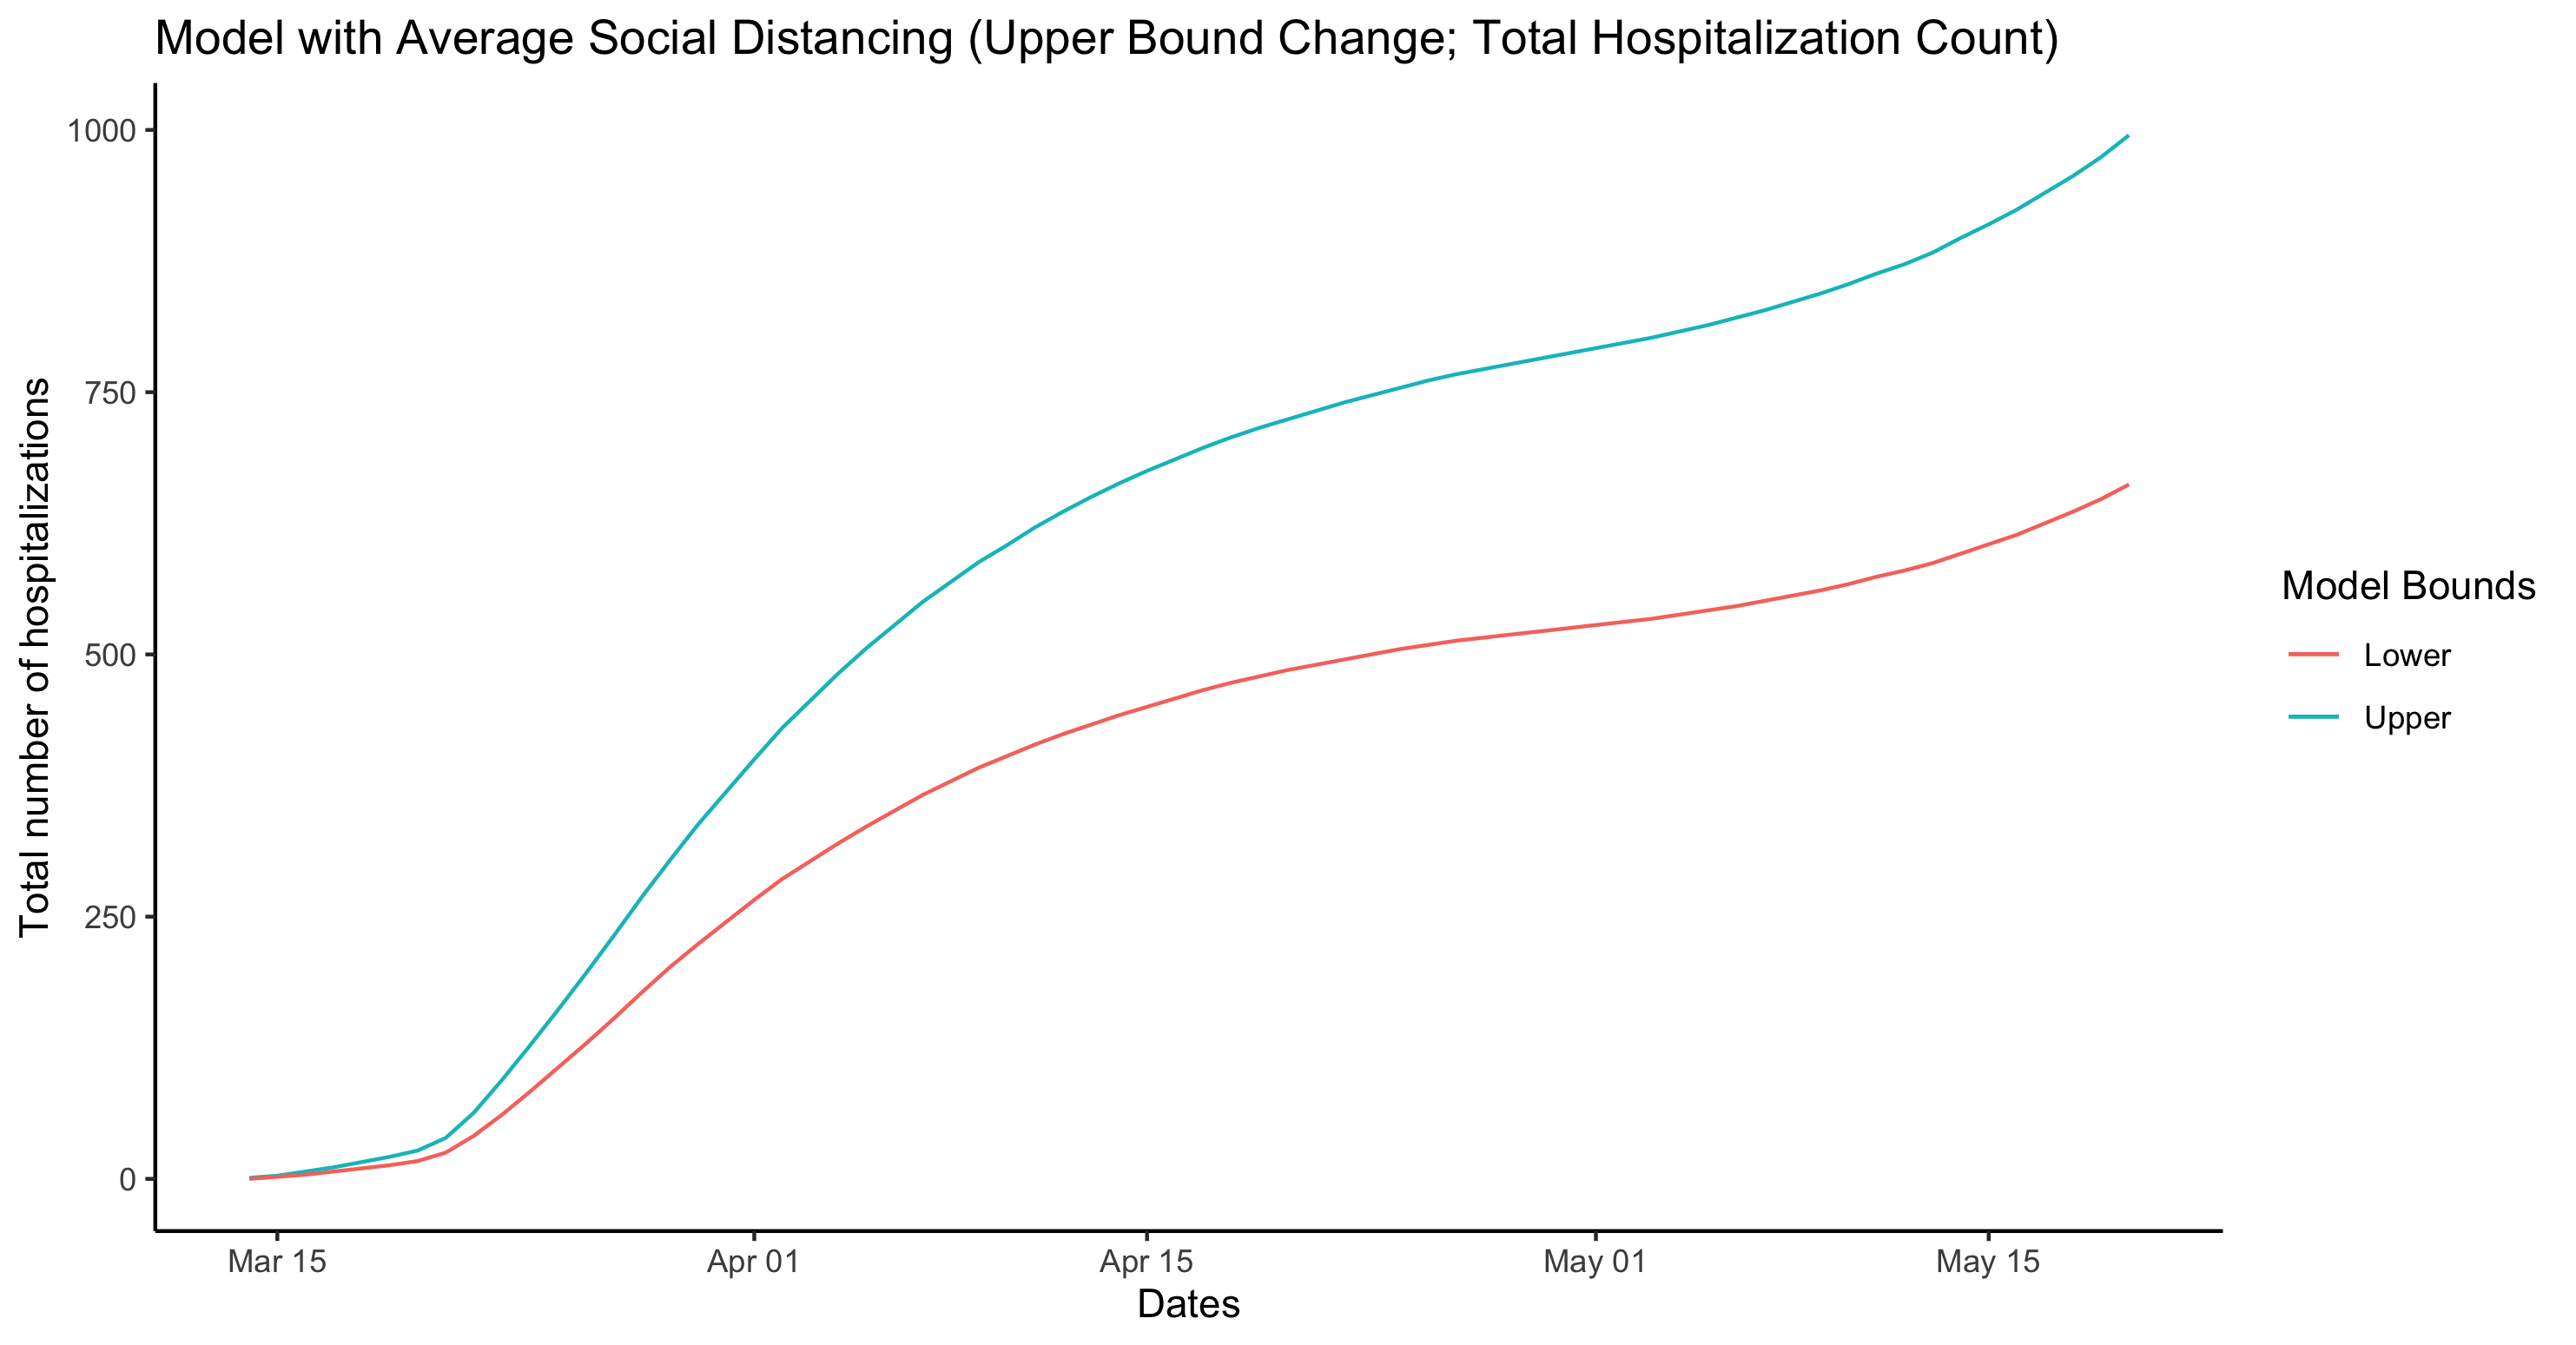 Model with Average Social Distancing (Upper Bound Change; Total Hospitalization Count)
Total number of hospitalizations
1000
750
500
250
0
Mar 15
Apr 01
Apr 15
May 01
May 15
Dates
Model Bounds
Lower
Upper